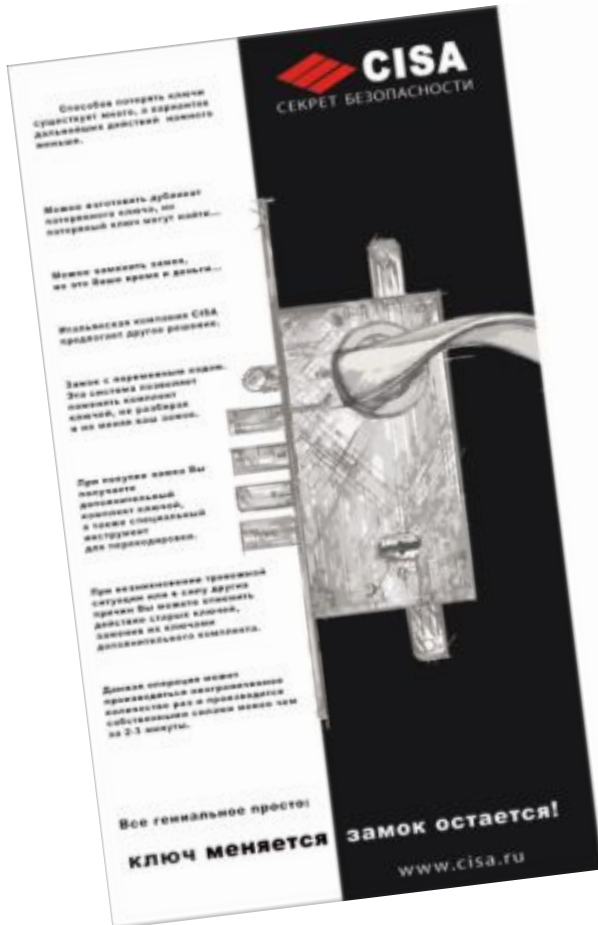 CISA
СЕКРЕТ БЕЗОПАСНОСТИ
Способов потерять ключи
существует много, а вариантов
дальнейших действий намного
меньше.
Можно изготовить дубликат
потерянного ключа, но
потерянный ключ могут найти...
Можно заменить замок,
но это Ваше время и деньги...
Итальянская компания CISA
предлагает другое решение.
Замок с переменным кодом.
Эта система позволяет
поменять комплект
ключей, не разбирая
и не меняя ваш замок.
При покупке замка Вы
получаете
дополнительный
комплект ключей,
а также специальный
инструмент
для перекодировки.
При возникновении тревожной
ситуации или в силу других
причин Вы можете отменить
действие старых ключей,
заменив их ключами
дополнительного комплекта.
Данная операция может
производиться неограниченное
количество раз и производится
собственными силами менее чем
за 2-3 минуты.
Все гениальное просто:
ключ меняется замок остается!
www.cisa.ru